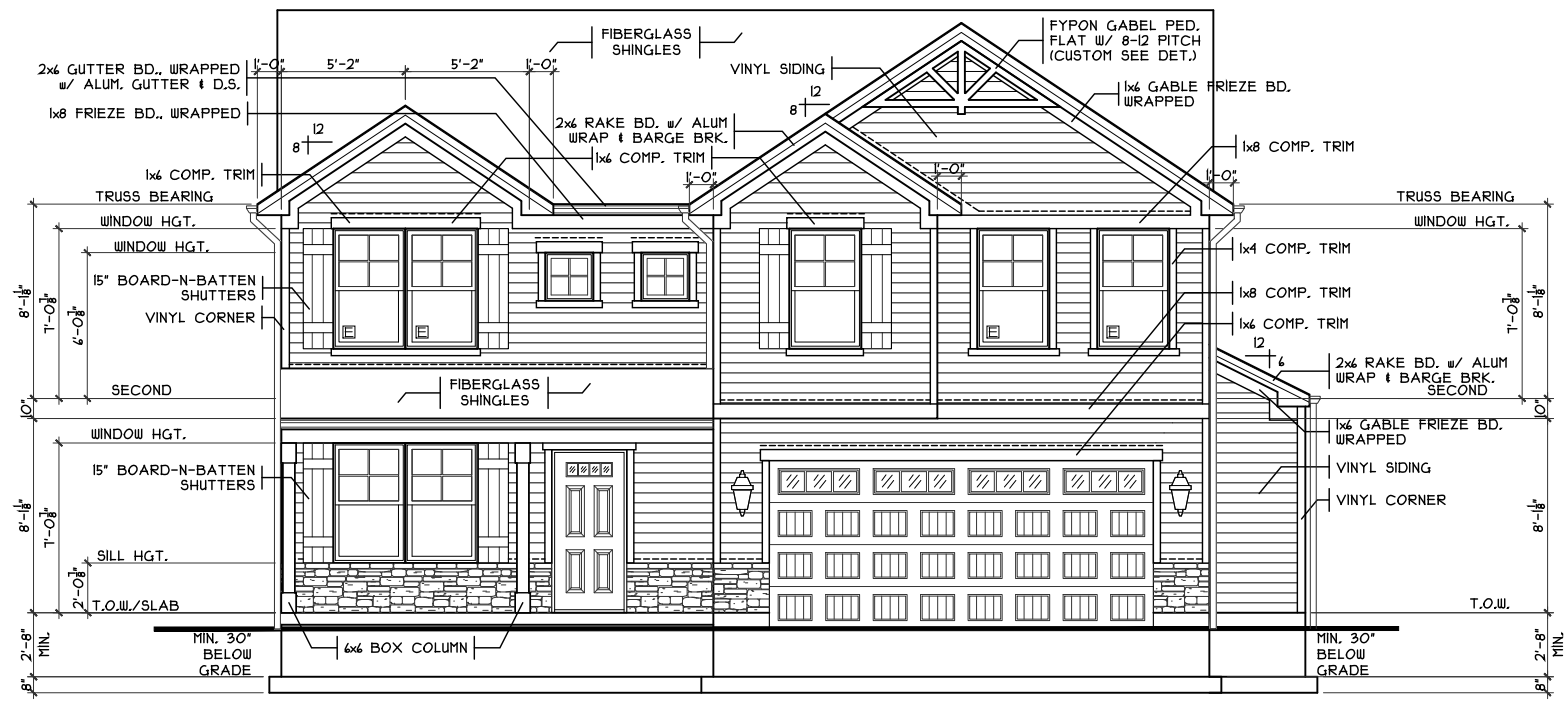 FIBERGLASS
SHINGLES
FYPON GABEL PED.
FLAT W/ 8-12 PITCH
(CUSTOM SEE DET.)
1'-0"
5'-2"
5'-2"
1'-0"
2x6 GUTTER BD., WRAPPED
w/ ALUM. GUTTER & D.S.
VINYL SIDING
1x6 GABLE FRIEZE BD.
WRAPPED
1x8 FRIEZE BD., WRAPPED
12
8
12
8
2x6 RAKE BD. w/ ALUM
WRAP & BARGE BRK.
1x6 COMP. TRIM
1x8 COMP. TRIM
1x6 COMP. TRIM
1'-0"
1'-0"
1'-0"
TRUSS BEARING
TRUSS BEARING
WINDOW HGT.
WINDOW HGT.
WINDOW HGT.
1x4 COMP. TRIM
15" BOARD-N-BATTEN
SHUTTERS
1x8 COMP. TRIM
VINYL CORNER
1x6 COMP. TRIM
8'-1 1/8"
7'-0 7/8"
6'-0 7/8"
7'-0 7/8"
8'-1 1/8"
E
E
E
E
12
6
2x6 RAKE BD. w/ ALUM
WRAP & BARGE BRK.
SECOND
SECOND
FIBERGLASS
SHINGLES
10"
10"
1x6 GABLE FRIEZE BD.
WRAPPED
WINDOW HGT.
15" BOARD-N-BATTEN
SHUTTERS
VINYL SIDING
VINYL CORNER
8'-1 1/8"
7'-0 7/8"
8'-1 1/8"
SILL HGT.
2'-0 7/8"
T.O.W./SLAB
T.O.W.
MIN. 30"
BELOW
GRADE
6x6 BOX COLUMN
MIN. 30"
BELOW
GRADE
2'-8"
MIN.
2'-8"
MIN.
8"
8"